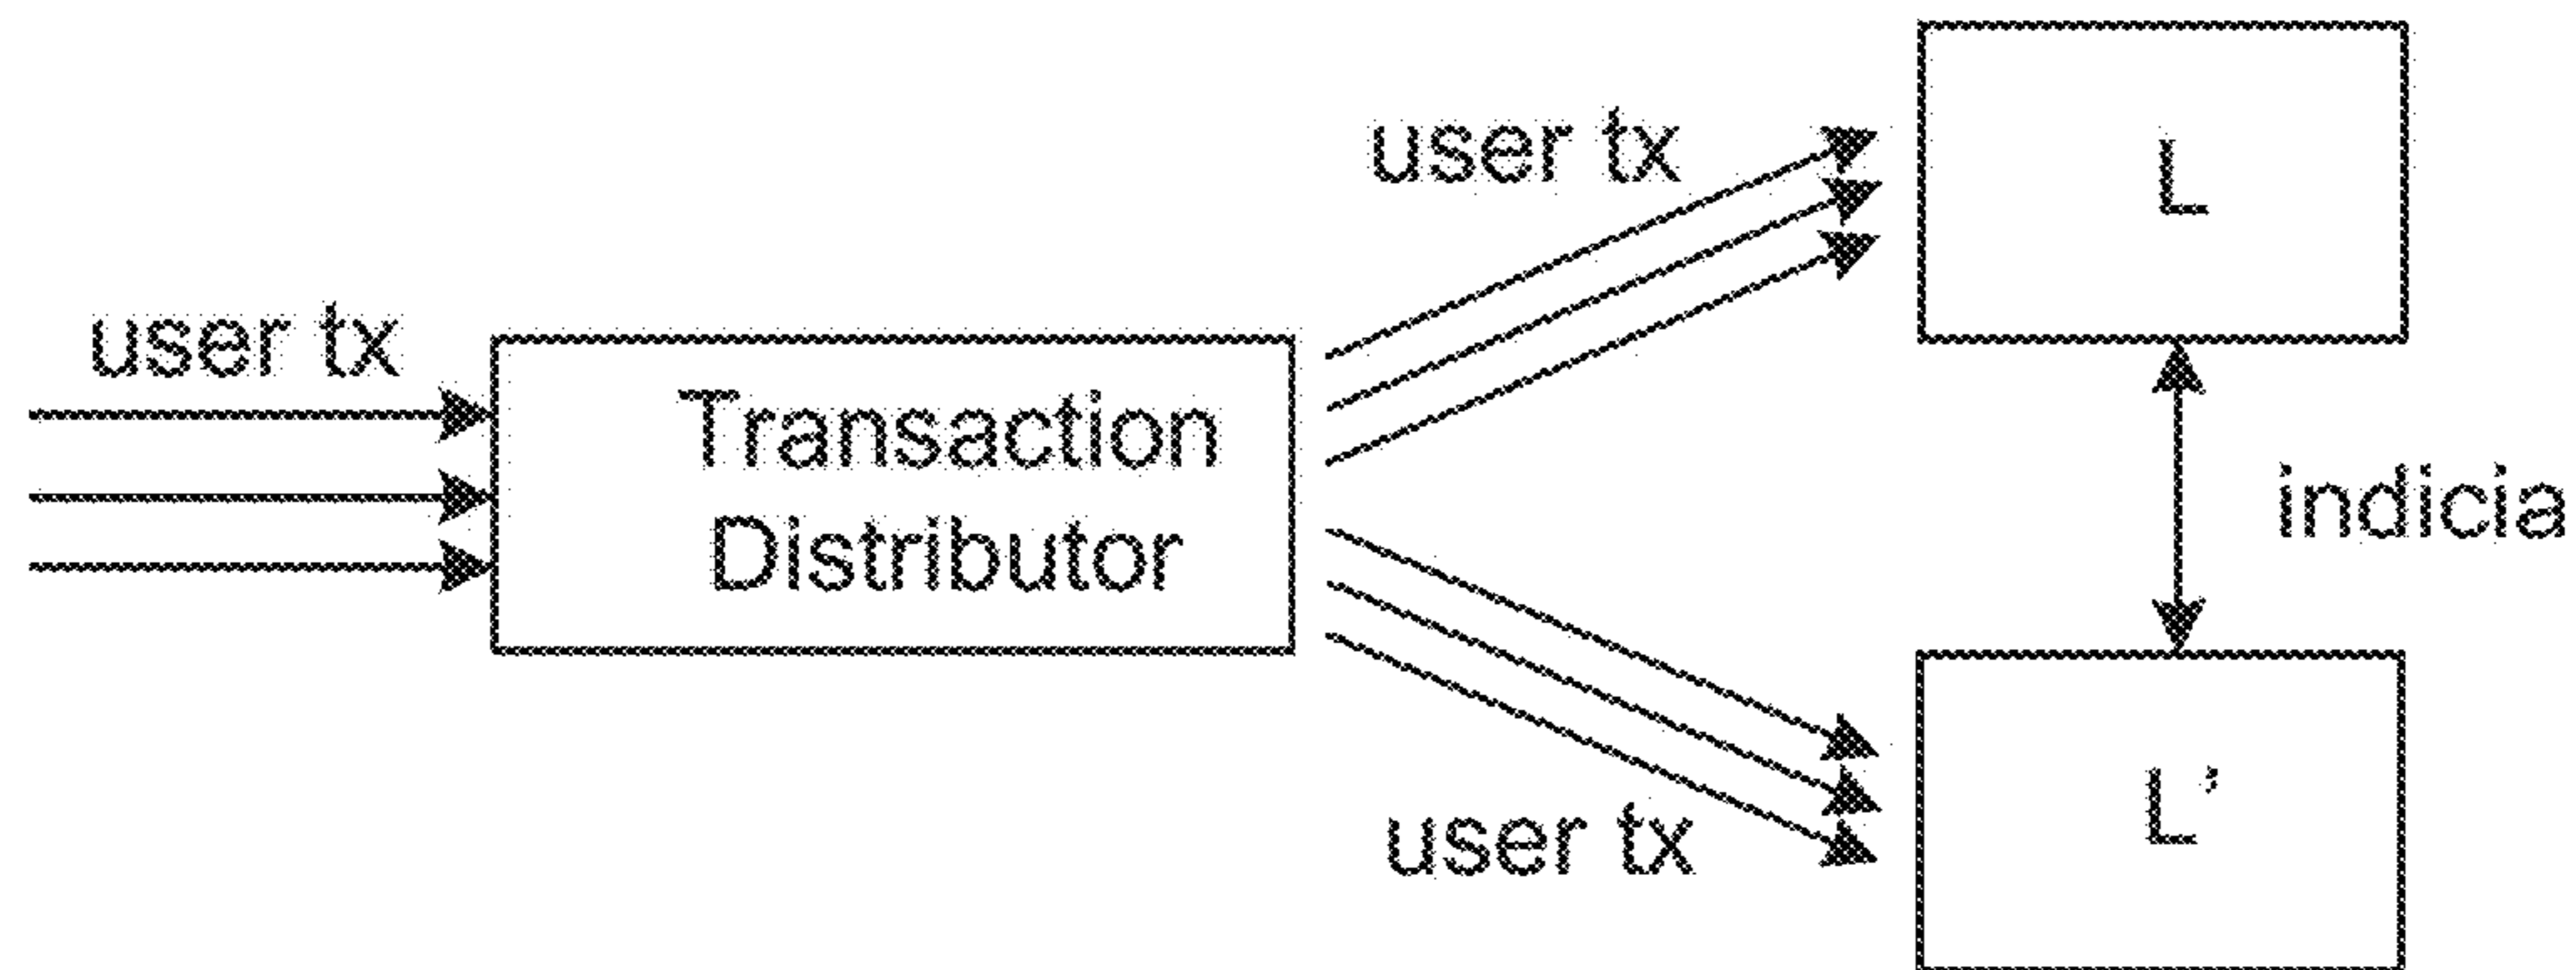 user tx
Transaction
Distributor
user tx
L
indicia
user tx
L'